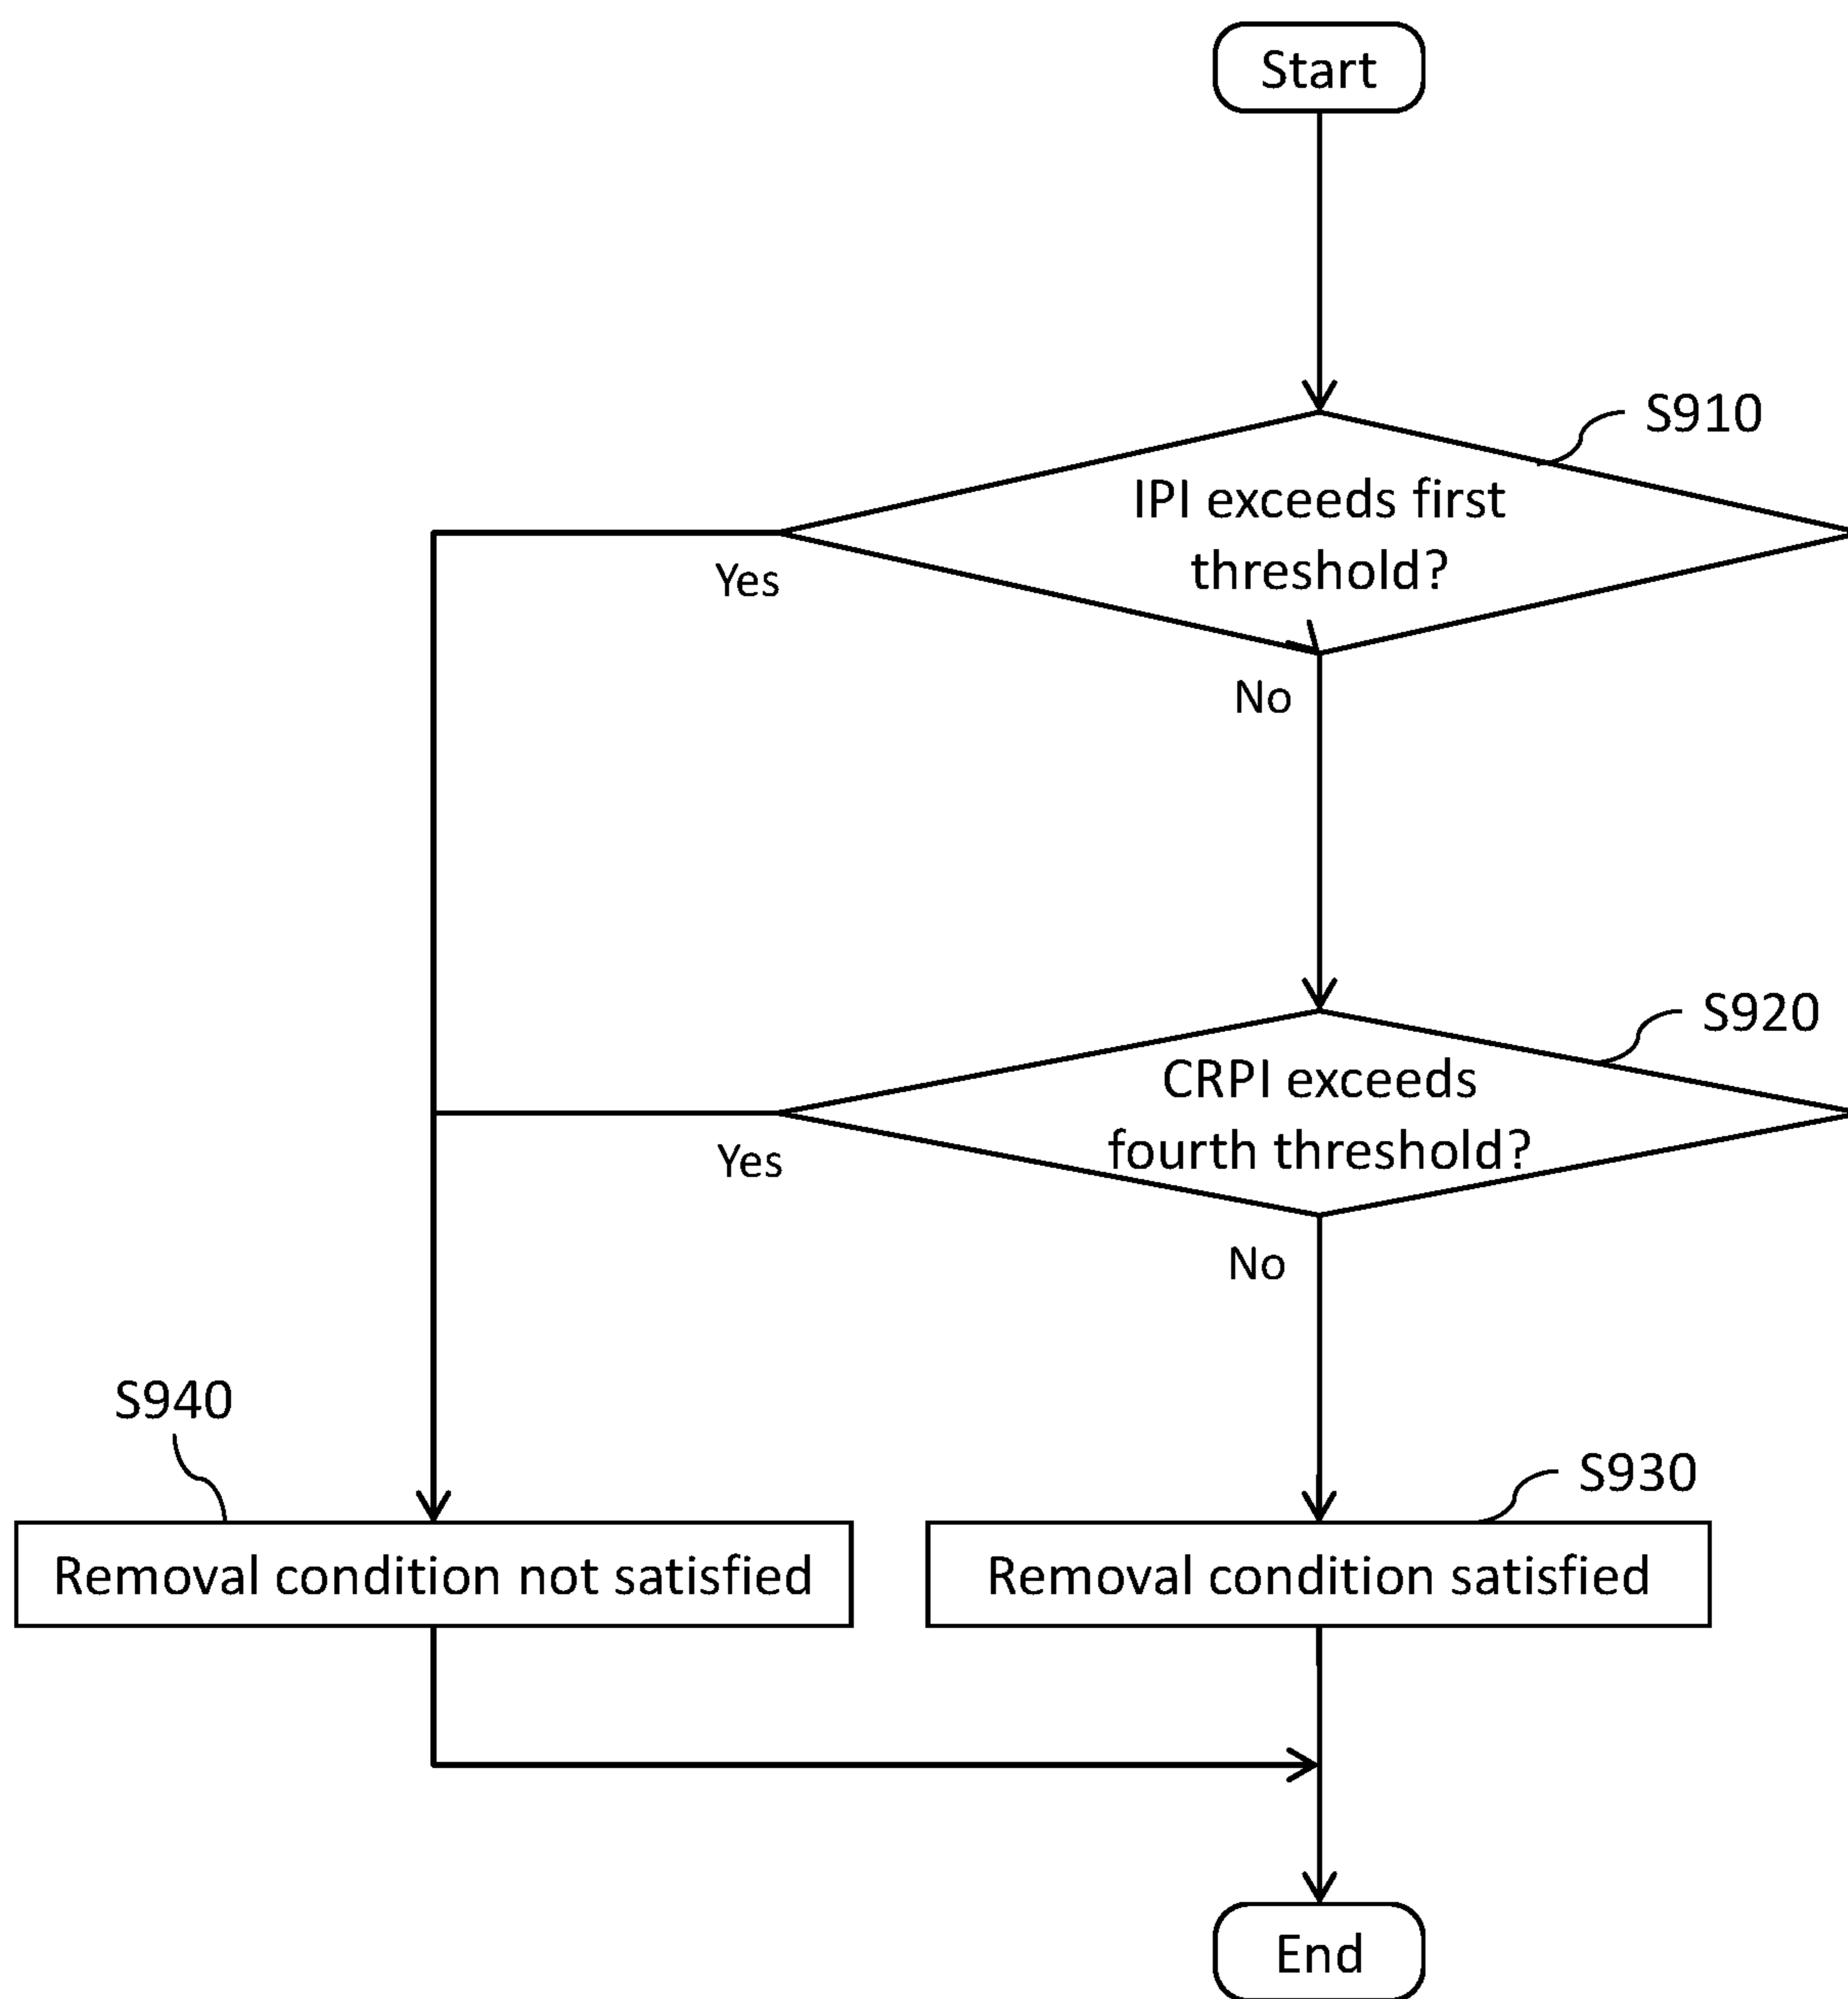 Start
S910
IPI exceeds first
threshold?
Yes
No
S920
CRPI exceeds
fourth threshold?
Yes
No
S940
S930
Removal condition not satisfied
Removal condition satisfied
End